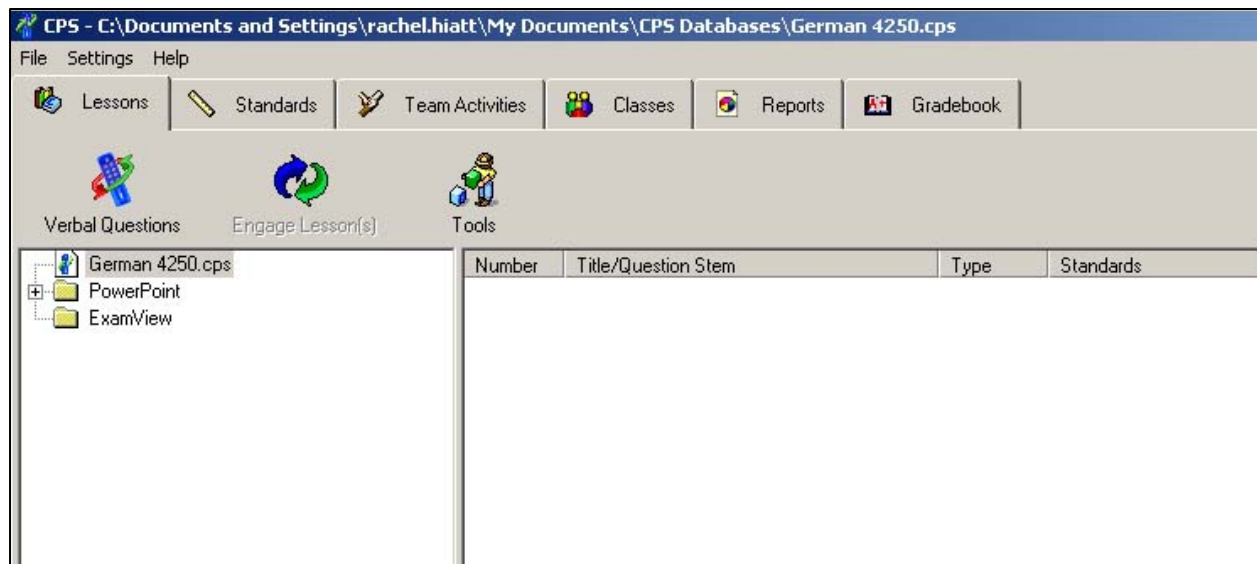 CPS - C:\Documents and Settings\rachel.hiatt\My Documents\CPS Databases\German 4250.cps
File Settings Help
Lessons Standards Team Activities Classes Reports A+ Gradebook
Verbal Questions Engage Lesson(s) Tools
German 4250.cps Number Title/Question Stem Type Standards
PowerPoint
ExamView